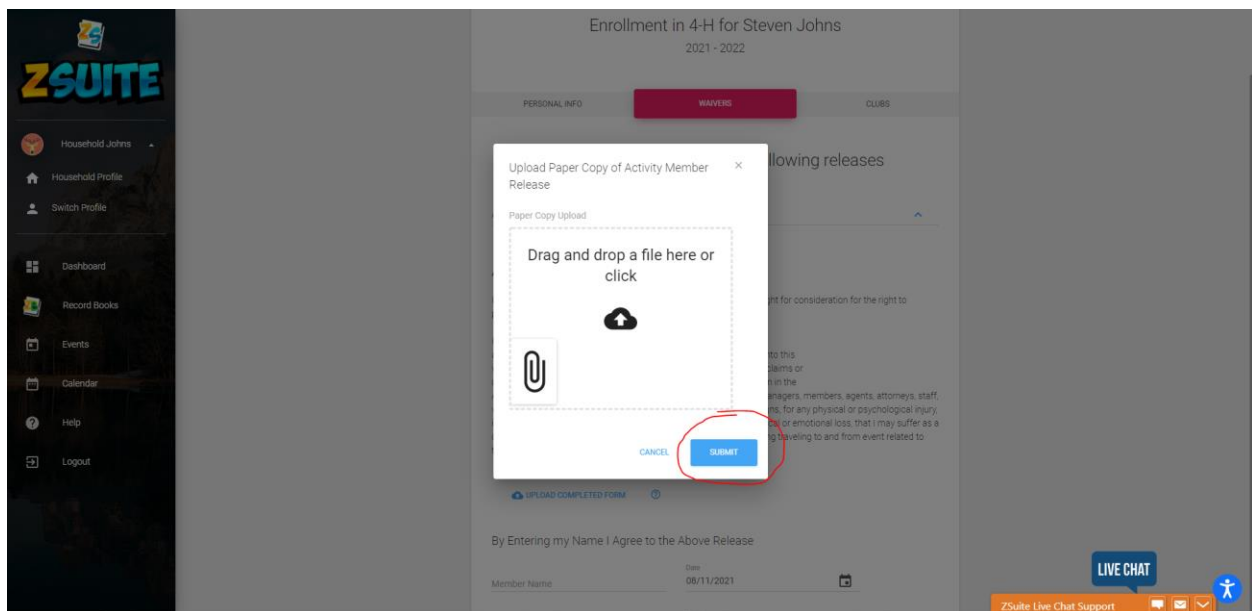 ZSUITE
Household Johns
Household Profile
Switch Profile
Dashboard
Record Books
Events
Calendar
Help
Logout
Enrollment in 4-H for Steven Johns
2021 - 2022
PERSONAL INFO
WAIVERS
CLUBS
llowing releases
Upload Paper Copy of Activity Member
Release
Paper Copy Upload
Drag and drop a file here or
click
CANCEL
SUBMIT
ght for consideration for the right to
nto this
claims or
n in the
anagers, members, agents, attorneys, staff,
ns, for any physical or psychological injury,
cal or emotional loss, that I may suffer as a
ng traveling to and from event related to
UPLOAD COMPLETED FORM
By Entering my Name I Agree to the Above Release
Member Name
Date
08/11/2021
LIVE CHAT
ZSuite Live Chat Support